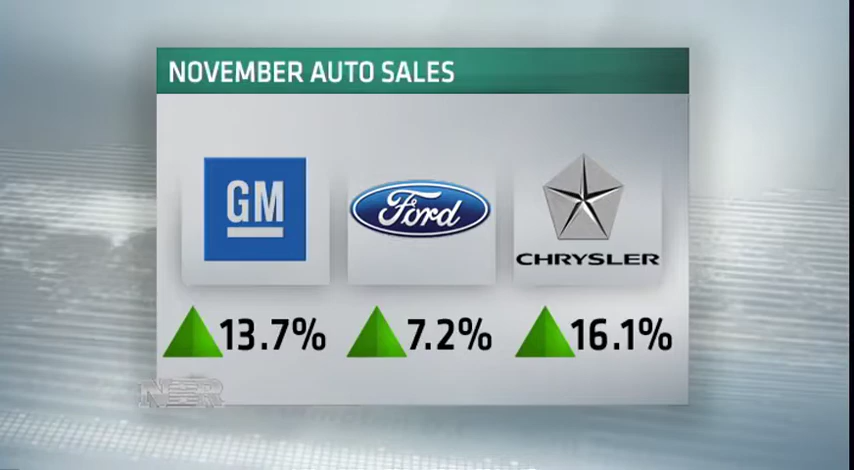 NOVEMBER AUTO SALES
GM
Ford
CHRYSLER
13.7%
7.2%
16.1%